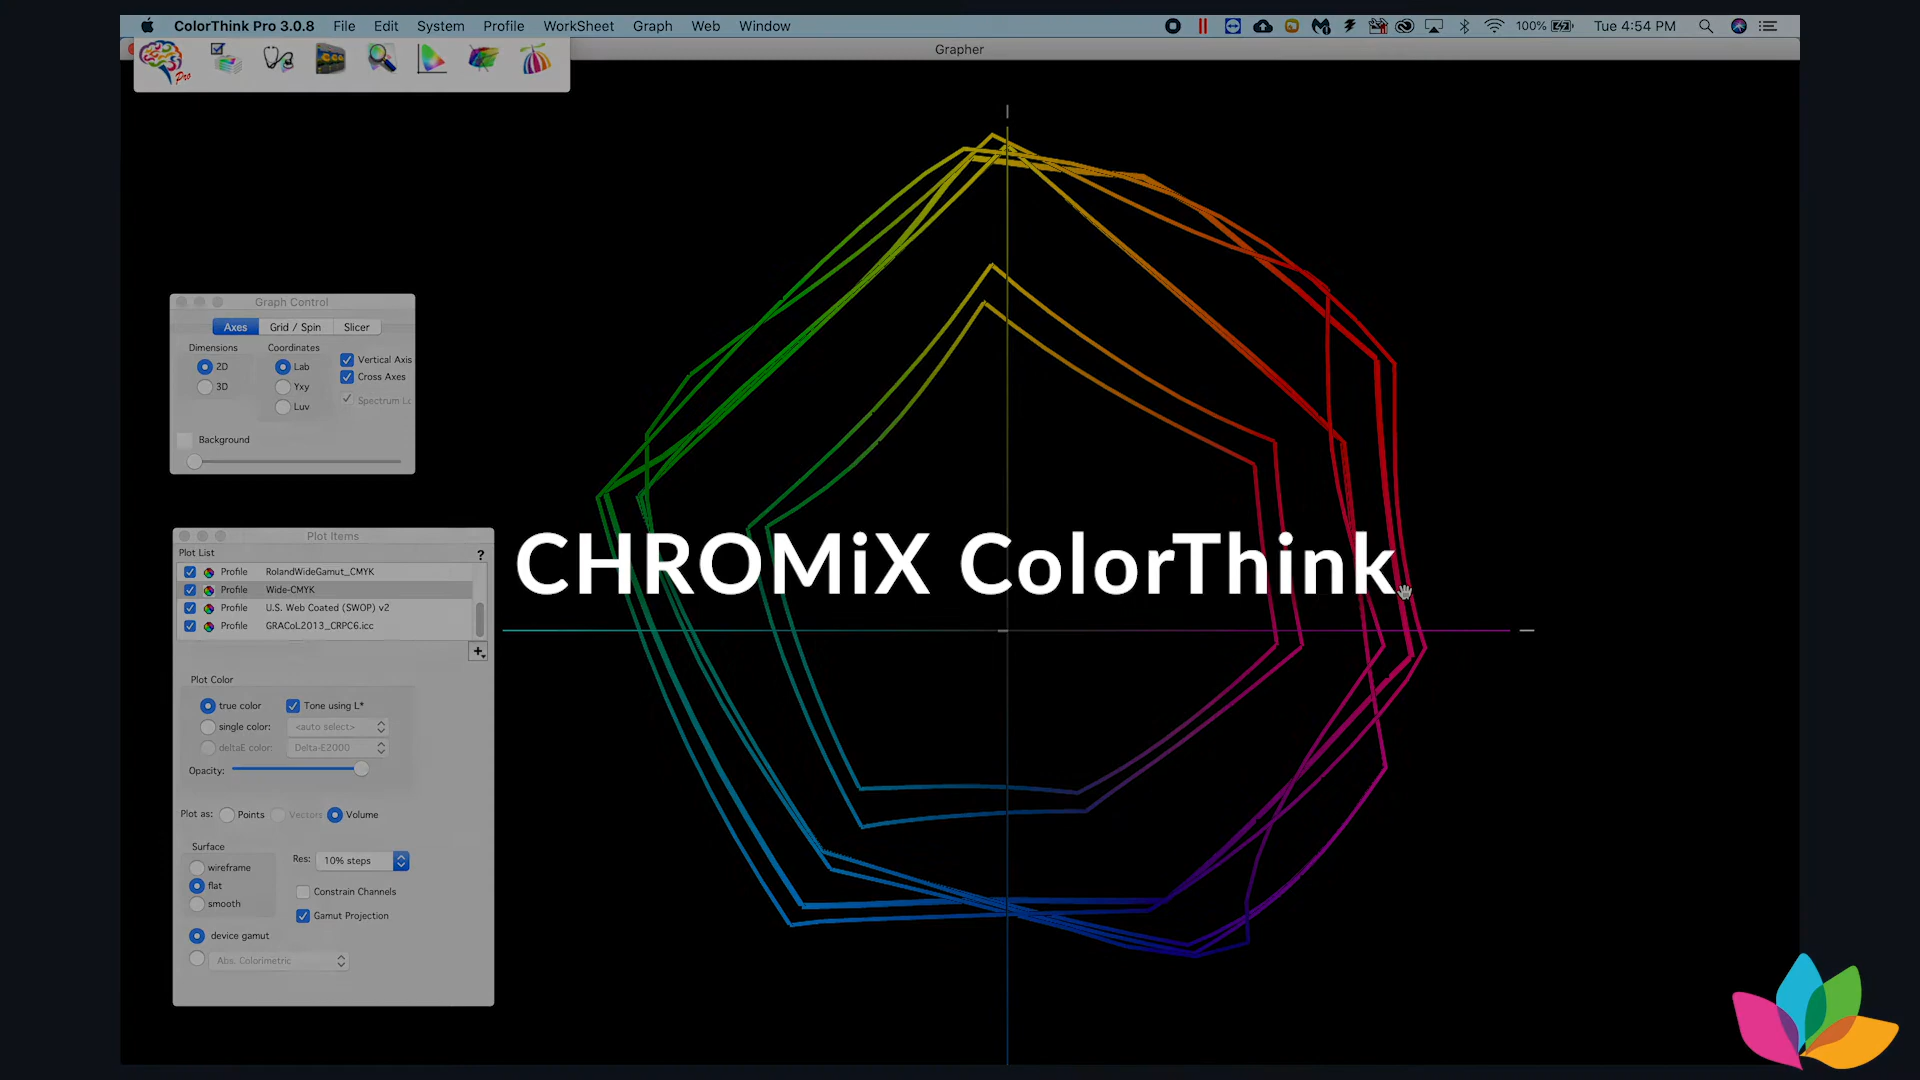 ColorThink Pro 3.0.8 File Edit System Profile WorkSheet Graph Web Window 100% Tue 4:54 PM
Grapher
Pro
Graph Control
Axes Grid / Spin Slicer
Dimensions Coordinates
2D Lab Vertical Axis
3D Yxy Cross Axes
Luv Spectrum Lo
Background
Plot Items
Plot List ?
Profile RolandWideGamut_CMYK
Profile Wide-CMYK
Profile U.S. Web Coated (SWOP) v2
Profile GRACoL2013_CRPC6.icc
CHROMiX ColorThink
Plot Color
true color Tone using L*
single color: <auto select>
deltaE color: Delta-E2000
Opacity:
Plot as: Points Vectors Volume
Surface
Res: 10% steps
wireframe
flat Constrain Channels
smooth Gamut Projection
device gamut
Abs. Colorimetric